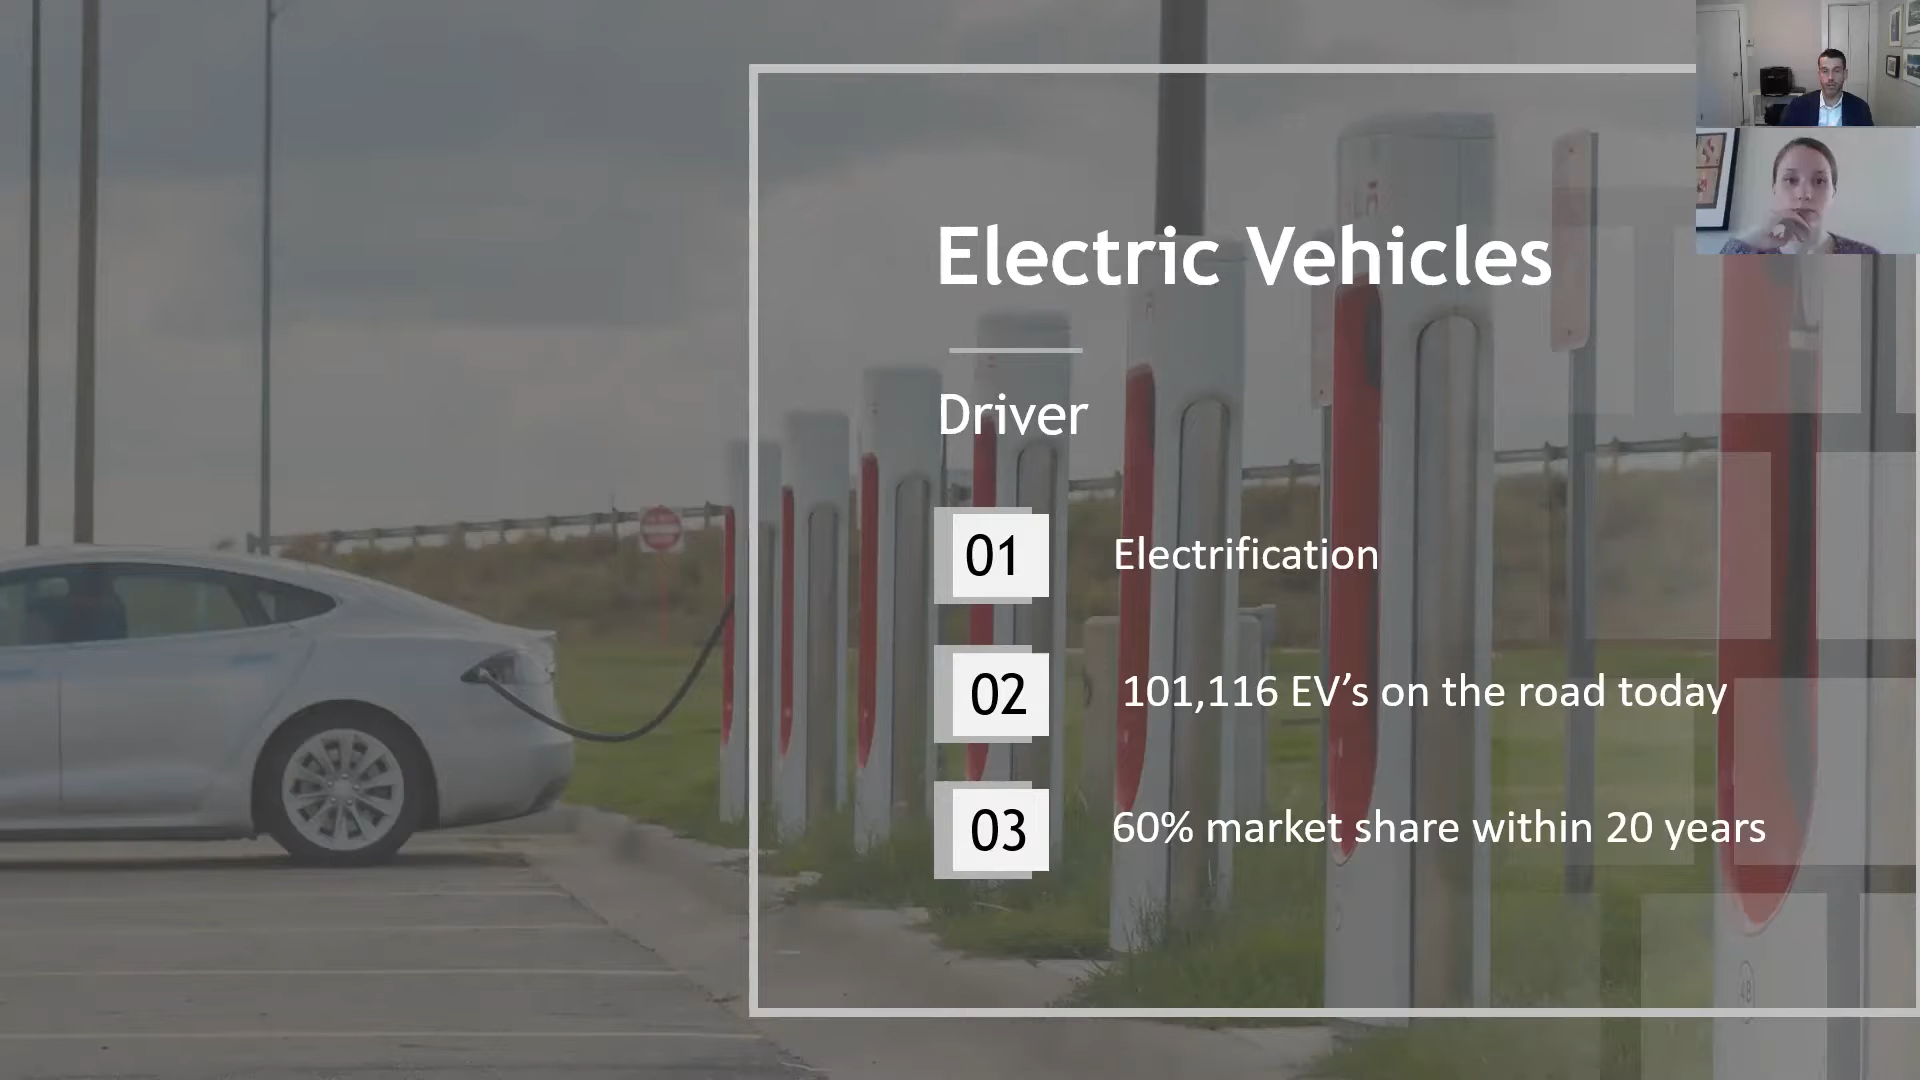 Electric Vehicles
Driver
01 Electrification
02 101,116 EV’s on the road today
03 60% market share within 20 years